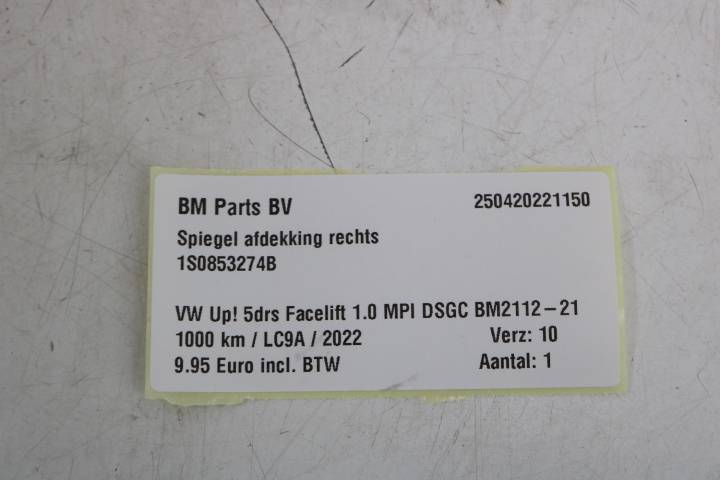 BM Parts BV 250420221150
Spiegel afdekking rechts
1S0853274B
VW Up! 5drs Facelift 1.0 MPI DSGC BM2112-21
1000 km / LC9A / 2022 Verz: 10
9.95 Euro incl. BTW Aantal: 1